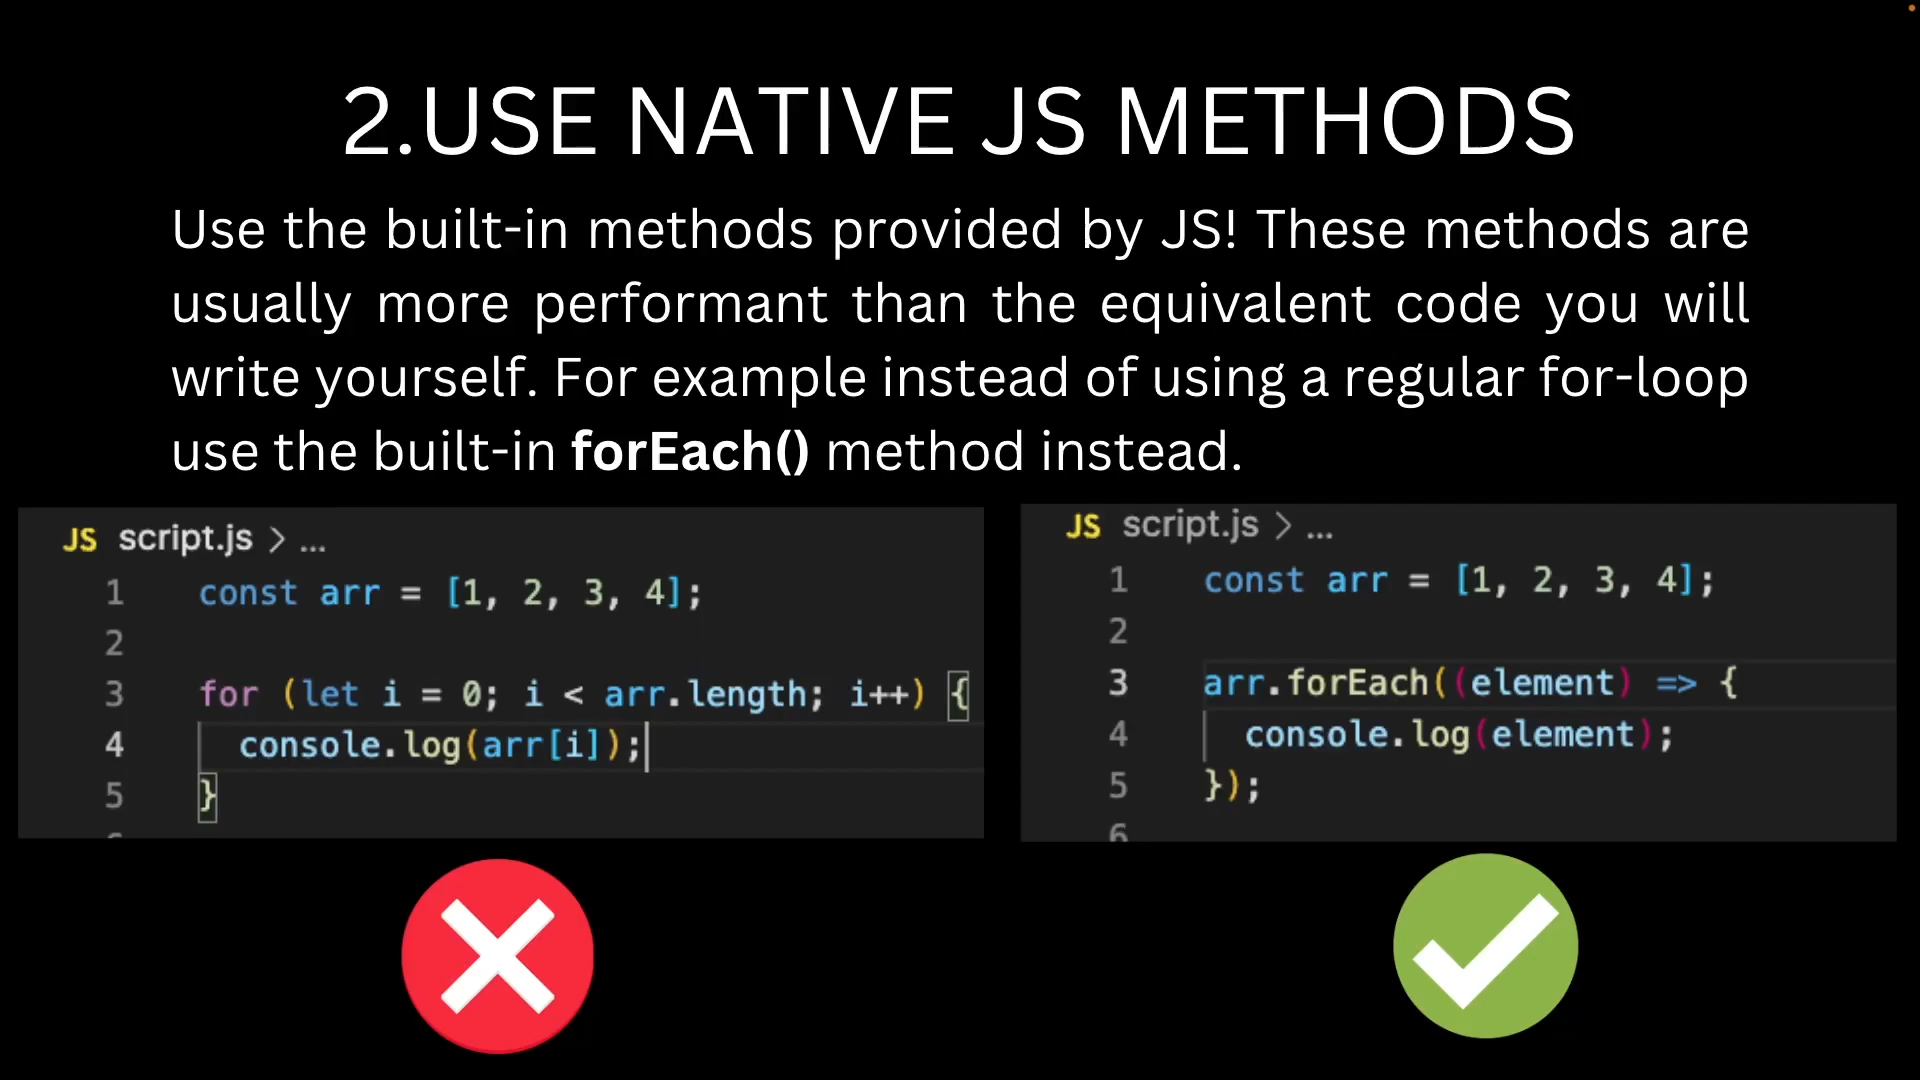 2.USE NATIVE JS METHODS
Use the built-in methods provided by JS! These methods are
usually more performant than the equivalent code you will
write yourself. For example instead of using a regular for-loop
use the built-in forEach() method instead.
JS script.js > ...
1 const arr = [1, 2, 3, 4];
2
3 for (let i = 0; i < arr.length; i++) {
4 console.log(arr[i]);
5 }
JS script.js > ...
1 const arr = [1, 2, 3, 4];
2
3 arr.forEach((element) => {
4 console.log(element);
5 });
6